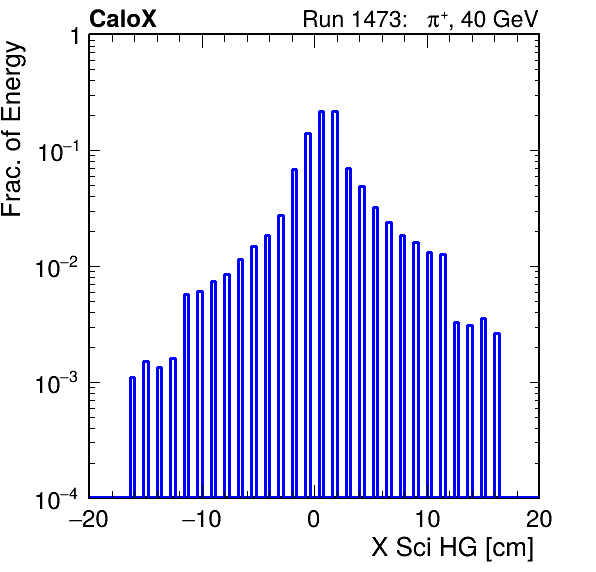 CaloX Run 1473: π⁺, 40 GeV
Frac. of Energy
1
10⁻¹
10⁻²
10⁻³
10⁻⁴
−20 −10 0 10 20
X Sci HG [cm]